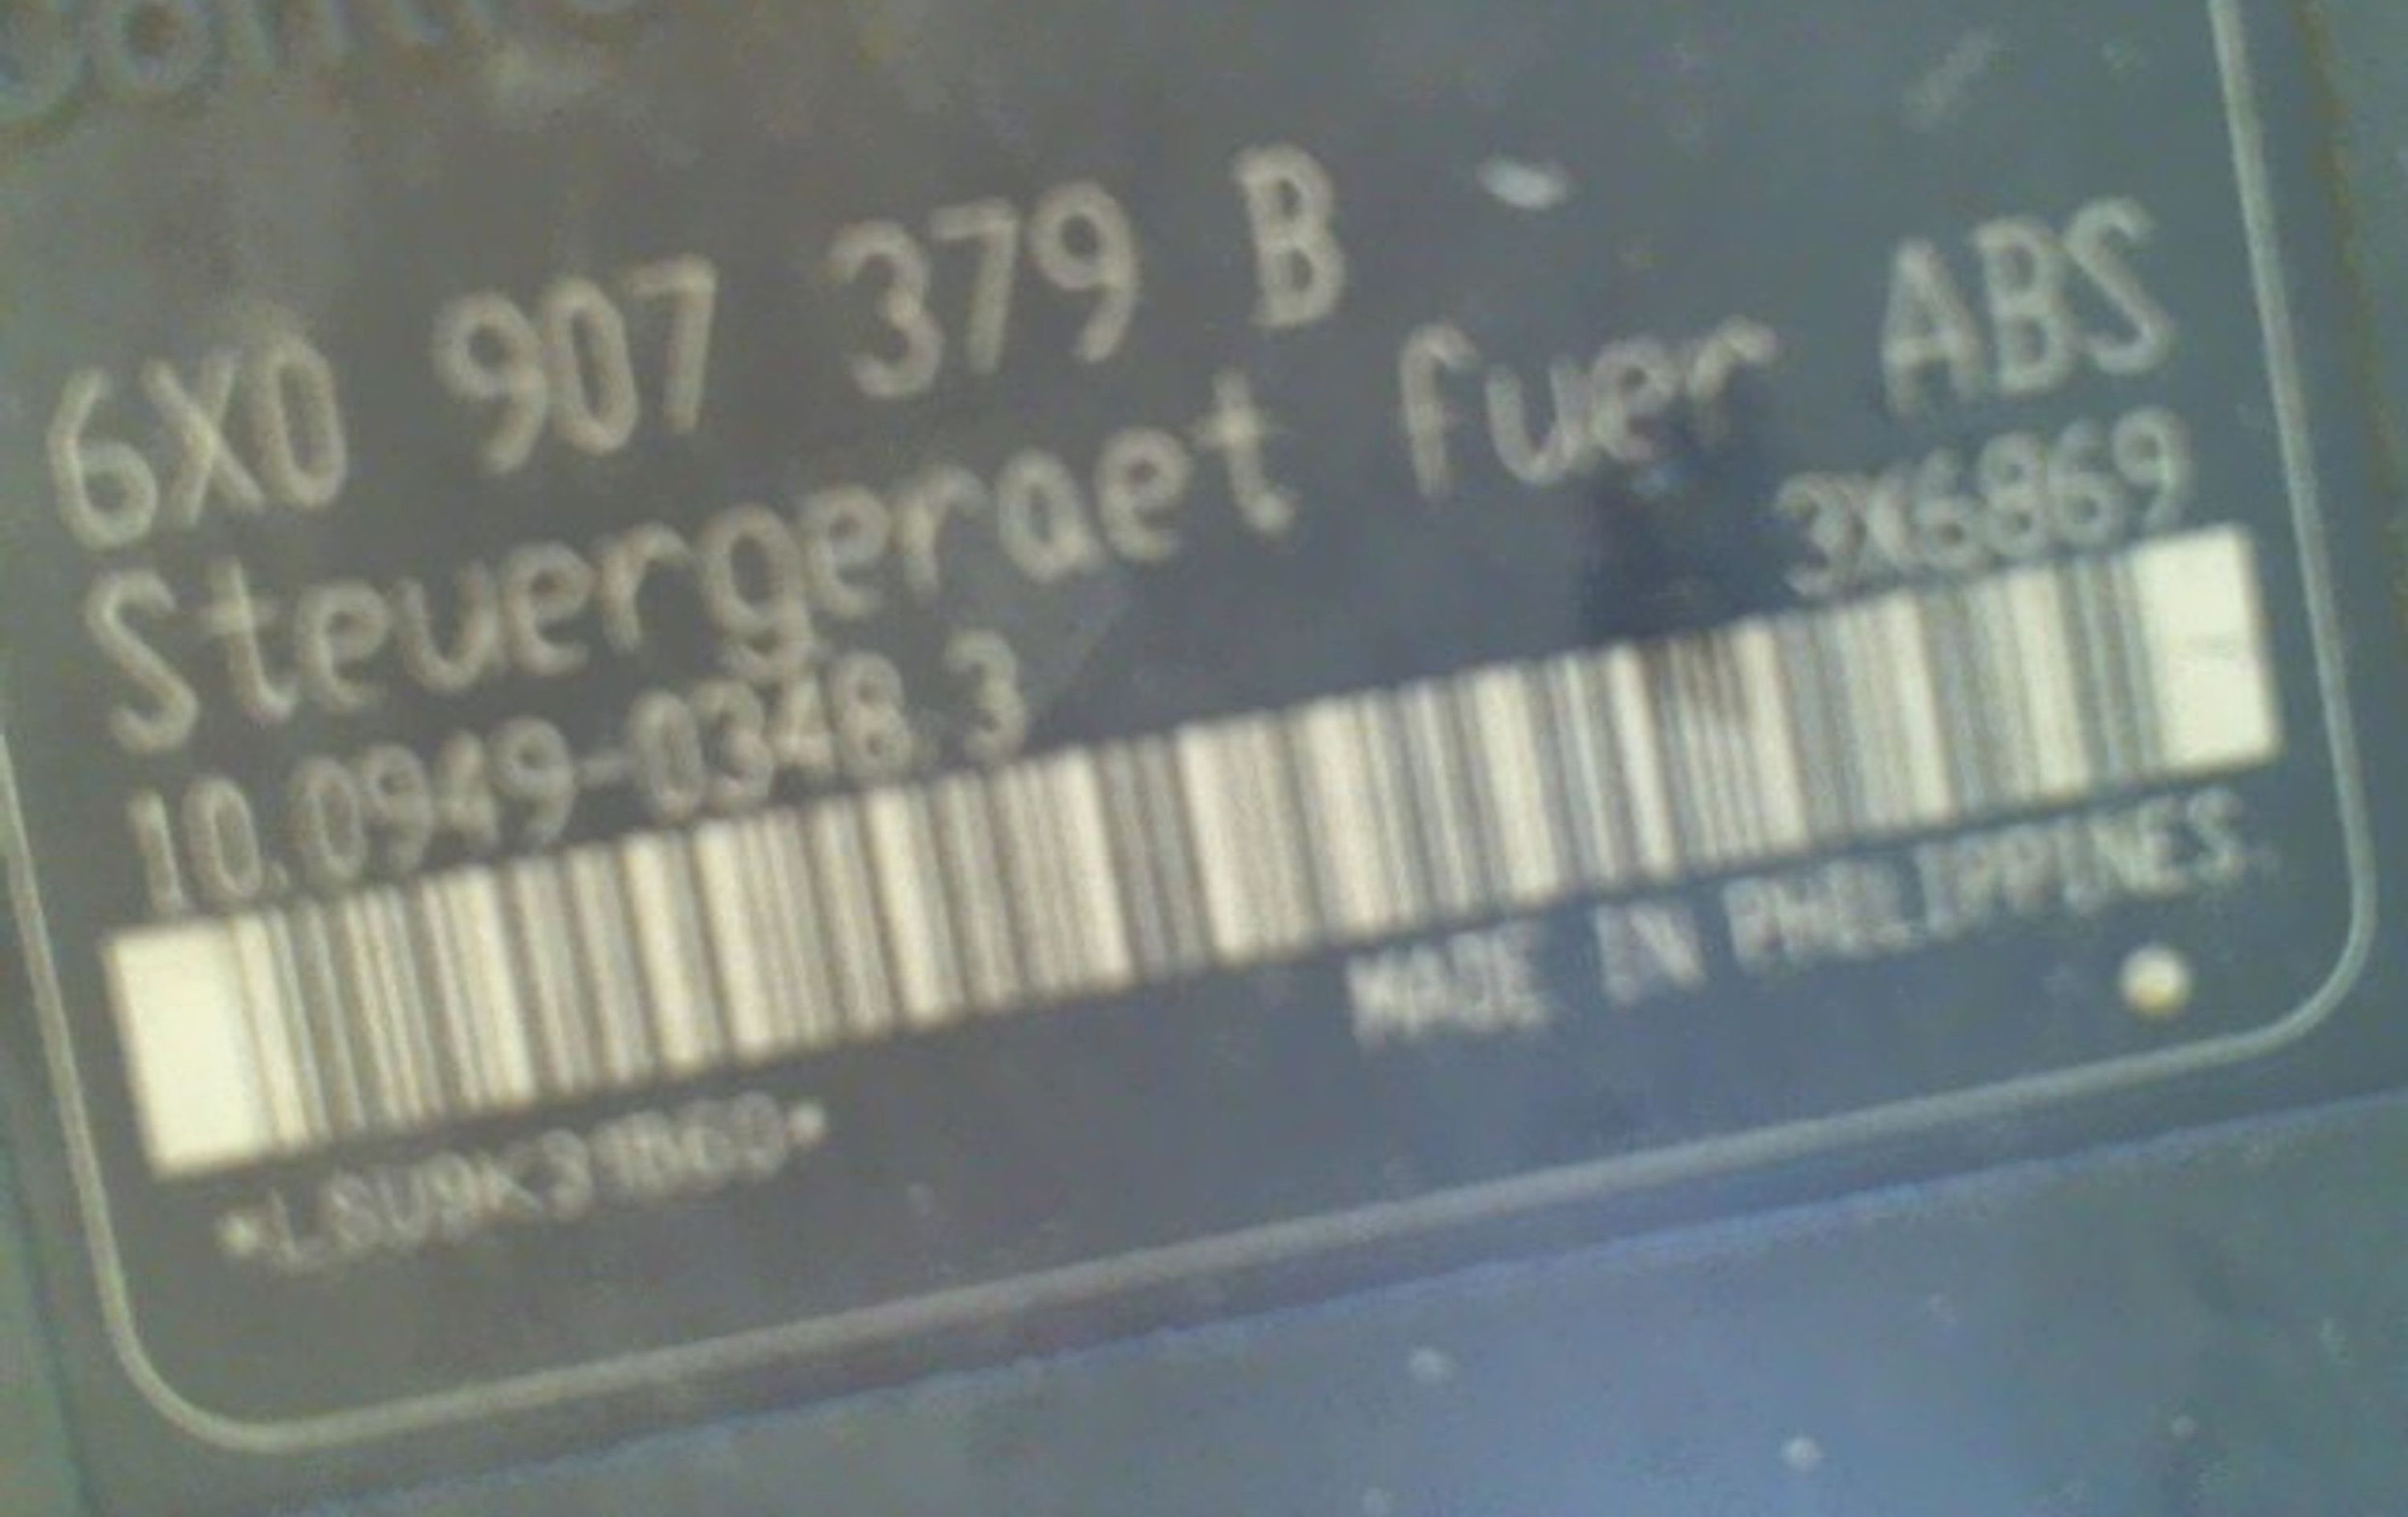 6X0 907 379 B
Steuergeraet fuer ABS
10.0949-0348.3 3X6869
MADE IN PHILIPPINES